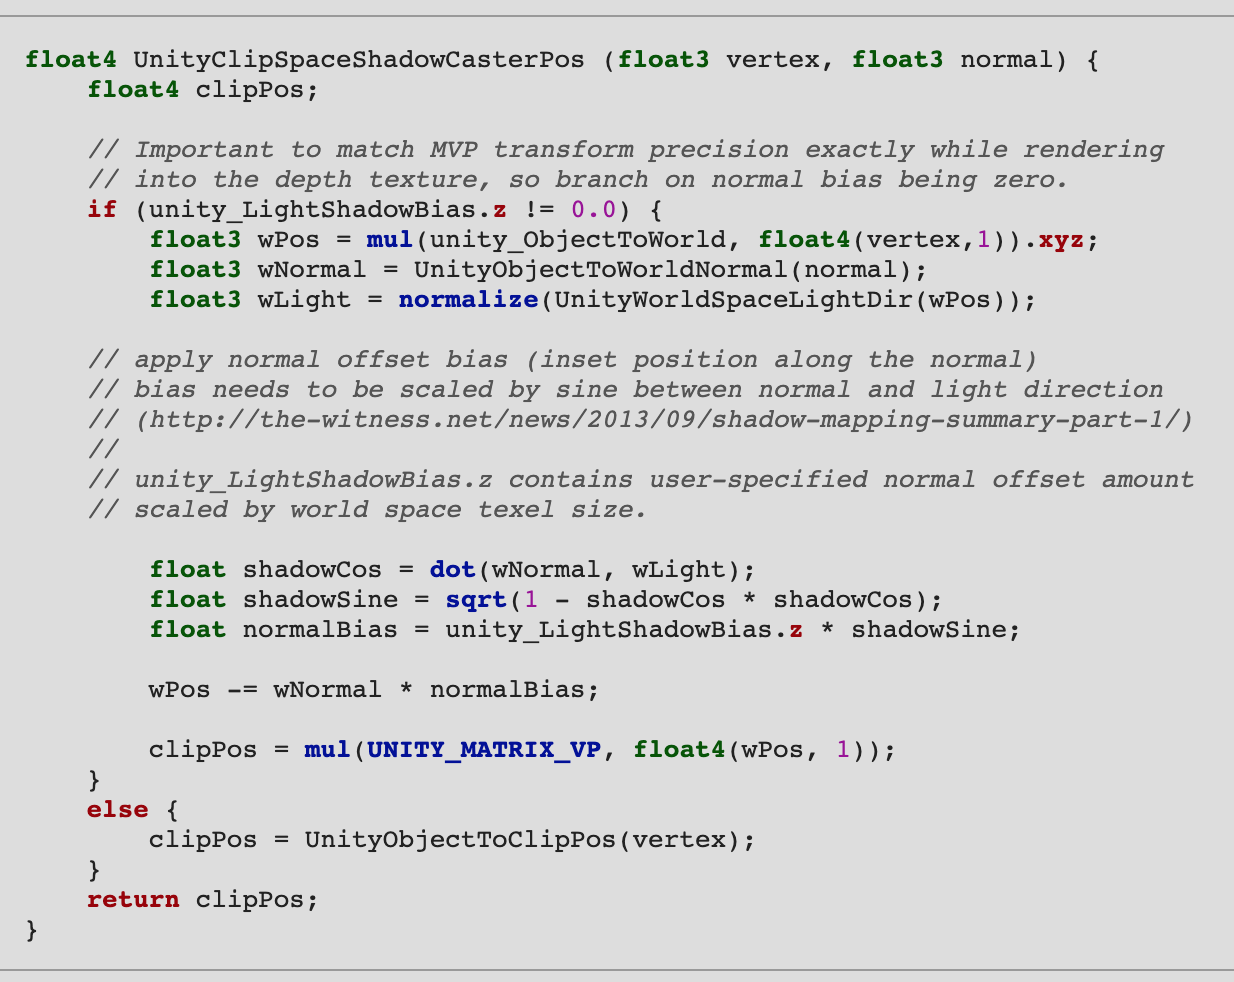 float4 UnityClipSpaceShadowCasterPos (float3 vertex, float3 normal) {
    float4 clipPos;

    // Important to match MVP transform precision exactly while rendering
    // into the depth texture, so branch on normal bias being zero.
    if (unity_LightShadowBias.z != 0.0) {
        float3 wPos = mul(unity_ObjectToWorld, float4(vertex,1)).xyz;
        float3 wNormal = UnityObjectToWorldNormal(normal);
        float3 wLight = normalize(UnityWorldSpaceLightDir(wPos));

    // apply normal offset bias (inset position along the normal)
    // bias needs to be scaled by sine between normal and light direction
    // (http://the-witness.net/news/2013/09/shadow-mapping-summary-part-1/)
    //
    // unity_LightShadowBias.z contains user-specified normal offset amount
    // scaled by world space texel size.

        float shadowCos = dot(wNormal, wLight);
        float shadowSine = sqrt(1 - shadowCos * shadowCos);
        float normalBias = unity_LightShadowBias.z * shadowSine;

        wPos -= wNormal * normalBias;

        clipPos = mul(UNITY_MATRIX_VP, float4(wPos, 1));
    }
    else {
        clipPos = UnityObjectToClipPos(vertex);
    }
    return clipPos;
}